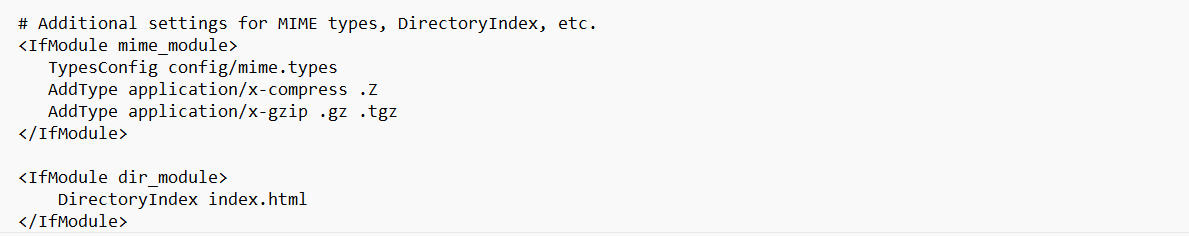 # Additional settings for MIME types, DirectoryIndex, etc.
<IfModule mime_module>
   TypesConfig config/mime.types
   AddType application/x-compress .Z
   AddType application/x-gzip .gz .tgz
</IfModule>

<IfModule dir_module>
    DirectoryIndex index.html
</IfModule>